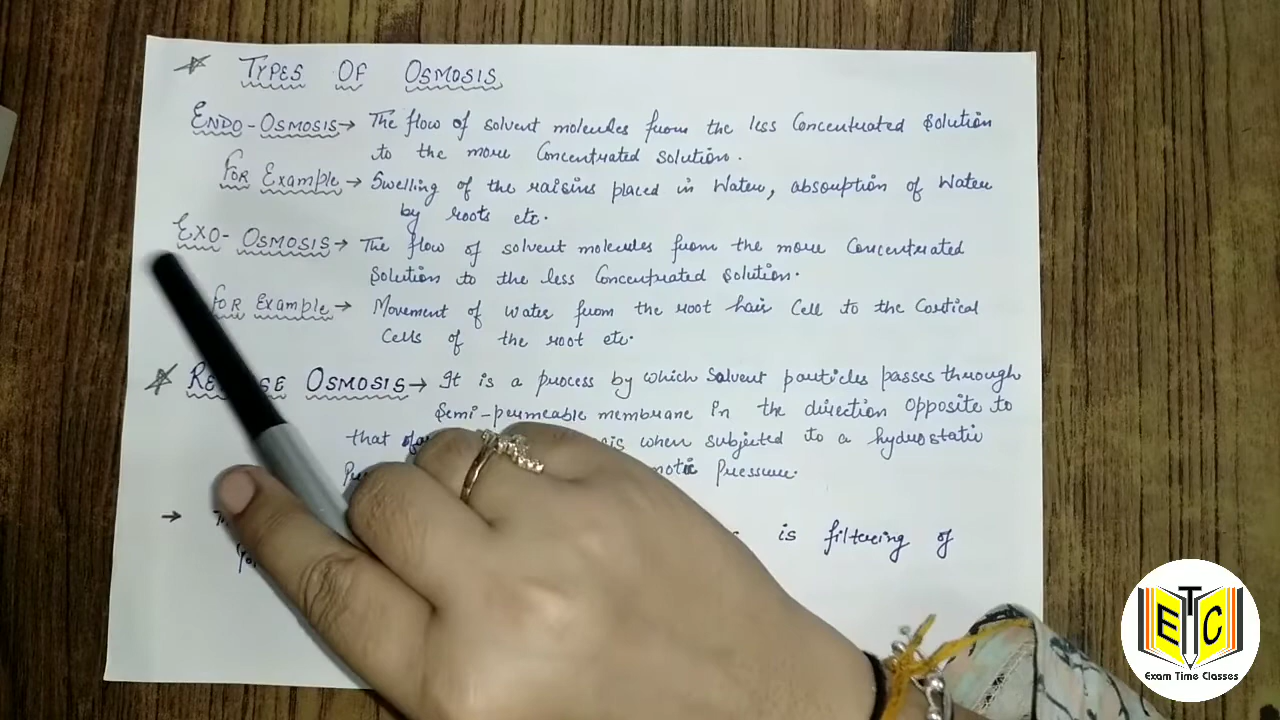 TYPES OF OSMOSIS
ENDO-OSMOSIS→ The flow of solvent molecules from the less Concentrated Solution
to the more Concentrated Solution.
FOR Example → Swelling of the raisins placed in Water, absorption of Water
by roots etc.
EXO- OSMOSIS → The flow of solvent molecules from the more Concentrated
Solution to the less Concentrated Solution.
FOR Example → Movement of water from the root hair Cell to the Cortical
Cells of the root etc.
OSMOSIS → It is a process by which Solvent particles passes through
Semi-permeable membrane in the direction opposite to
that when subjected to a hydrostatic
Pressure.
→ is filtering of
ETC
Exam Time Classes